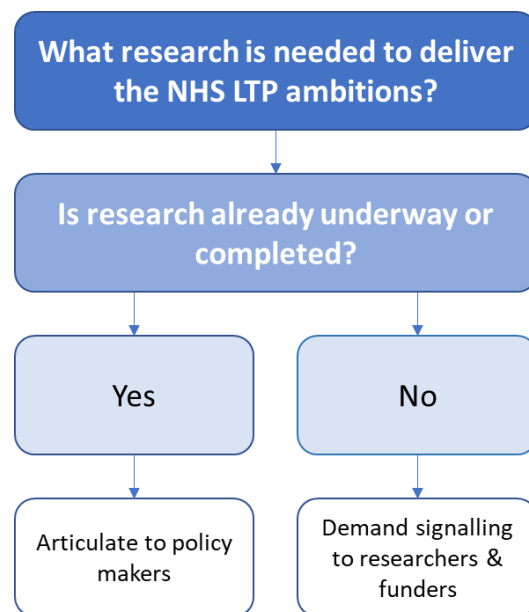 What research is needed to deliver
the NHS LTP ambitions?
Is research already underway or
completed?
Yes
No
Articulate to policy
makers
Demand signalling
to researchers &
funders